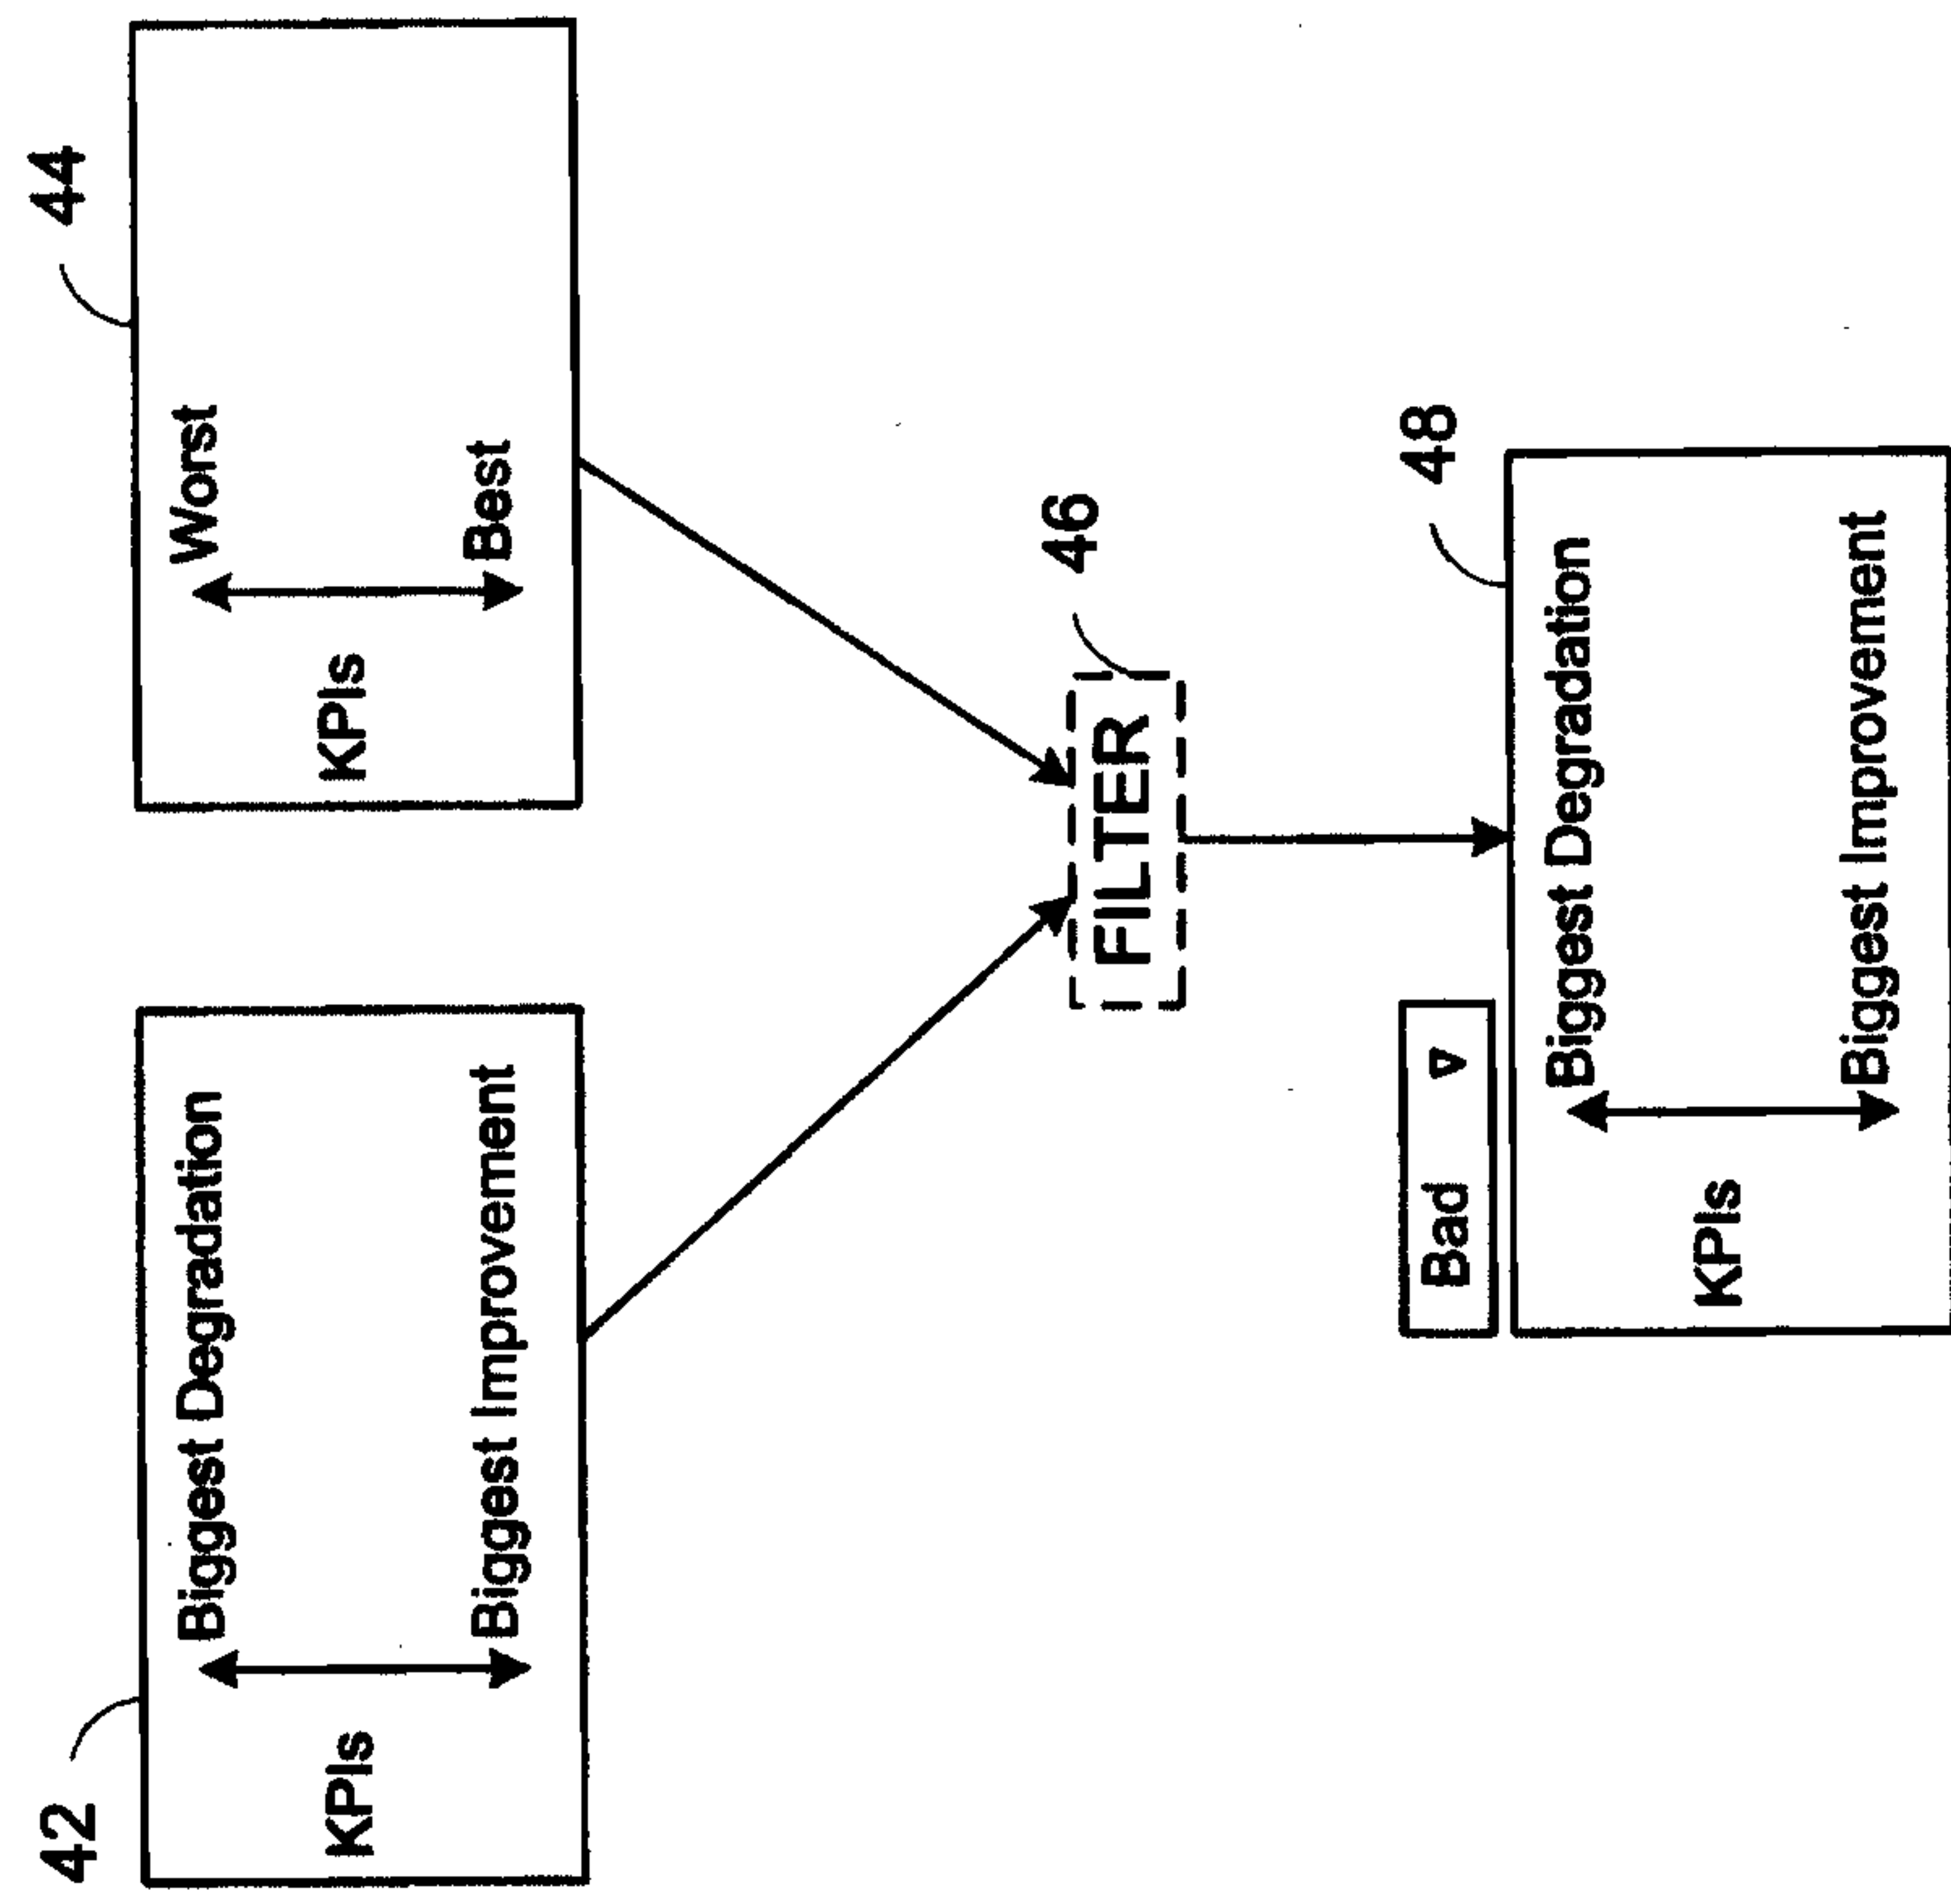 42
Biggest Degradation
KPIs
Biggest Improvement
44
Worst
KPIs
Best
46
FILTER
Bad
48
Biggest Degradation
KPIs
Biggest Improvement